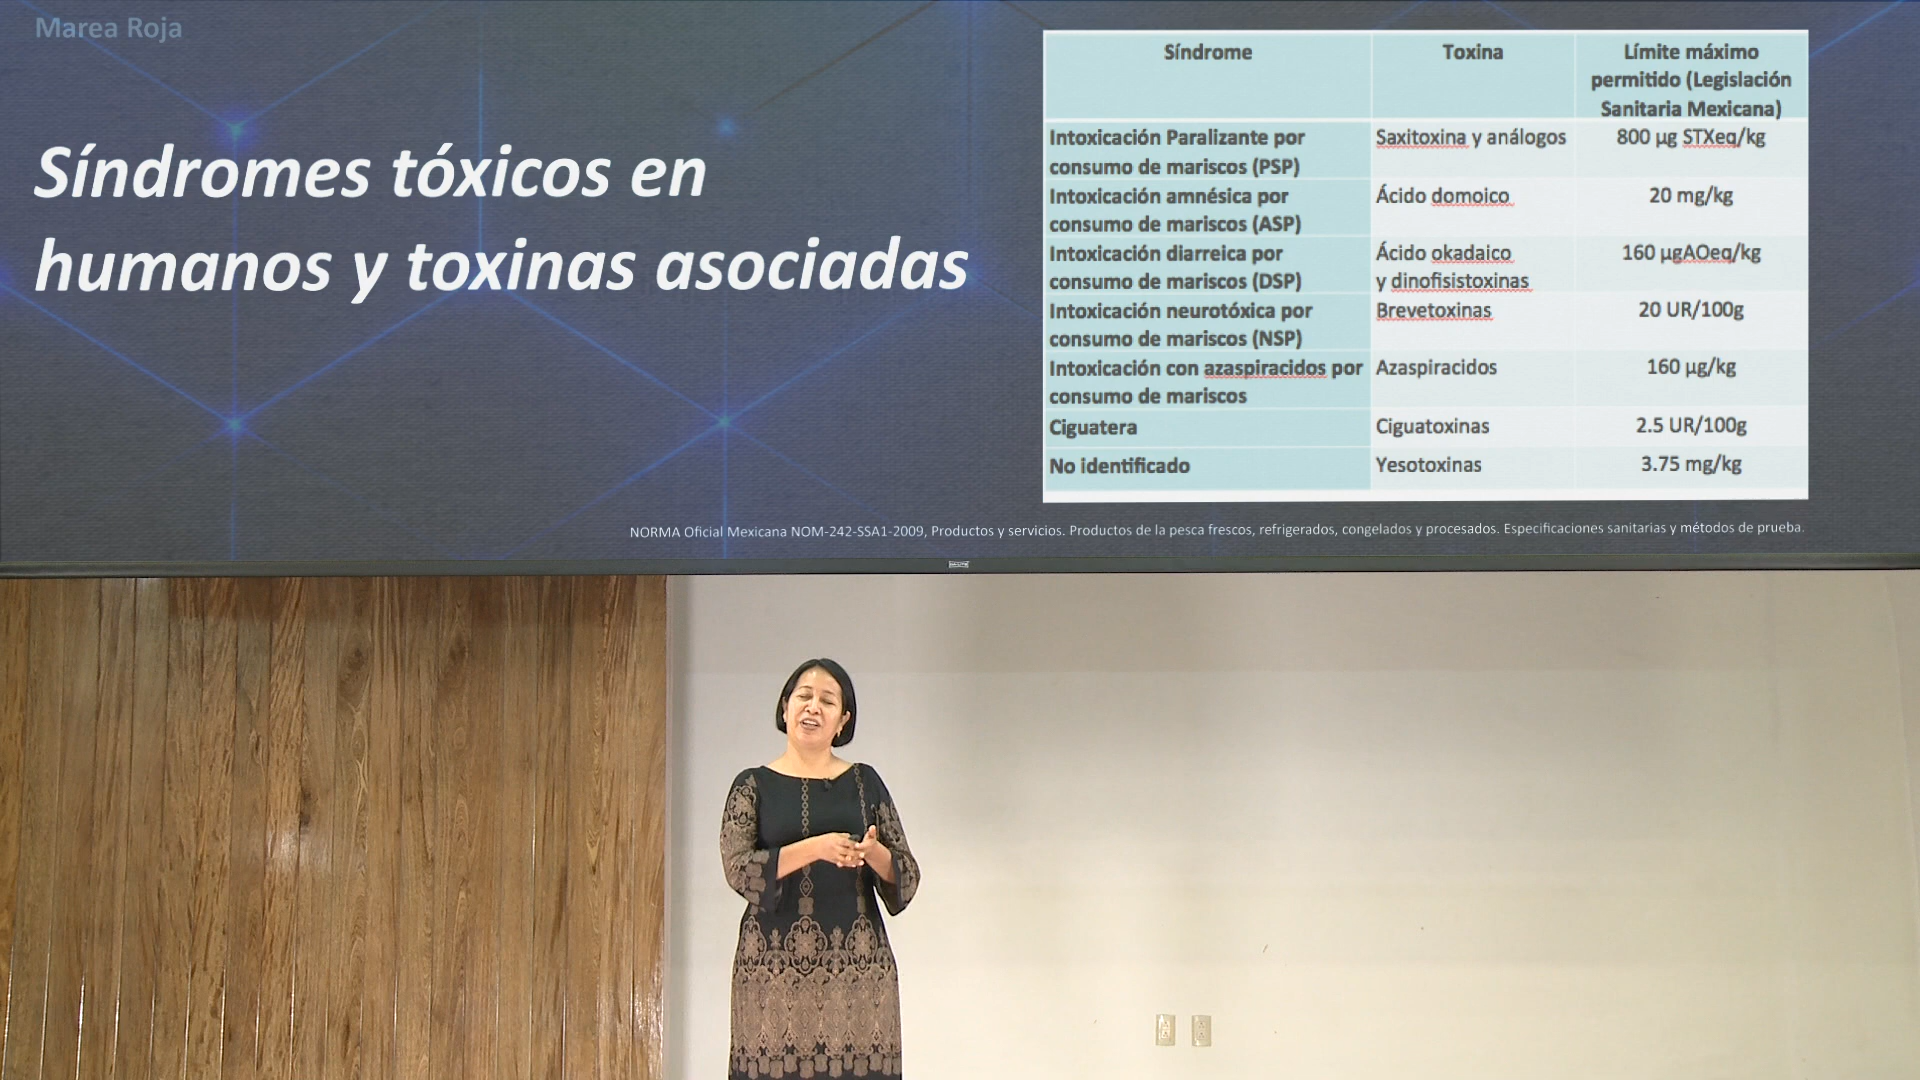 Marea Roja
Síndromes tóxicos en
humanos y toxinas asociadas
Síndrome
Toxina
Límite máximo
permitido (Legislación
Sanitaria Mexicana)
Intoxicación Paralizante por
consumo de mariscos (PSP)
Saxitoxina y análogos
800 µg STXeq/kg
Intoxicación amnésica por
consumo de mariscos (ASP)
Ácido domoico
20 mg/kg
Intoxicación diarreica por
consumo de mariscos (DSP)
Ácido okadaico
y dinofisistoxinas
160 µgAOeq/kg
Intoxicación neurotóxica por
consumo de mariscos (NSP)
Brevetoxinas
20 UR/100g
Intoxicación con azaspiracidos por
consumo de mariscos
Azaspiracidos
160 µg/kg
Ciguatera
Ciguatoxinas
2.5 UR/100g
No identificado
Yesotoxinas
3.75 mg/kg
NORMA Oficial Mexicana NOM-242-SSA1-2009, Productos y servicios. Productos de la pesca frescos, refrigerados, congelados y procesados. Especificaciones sanitarias y métodos de prueba.